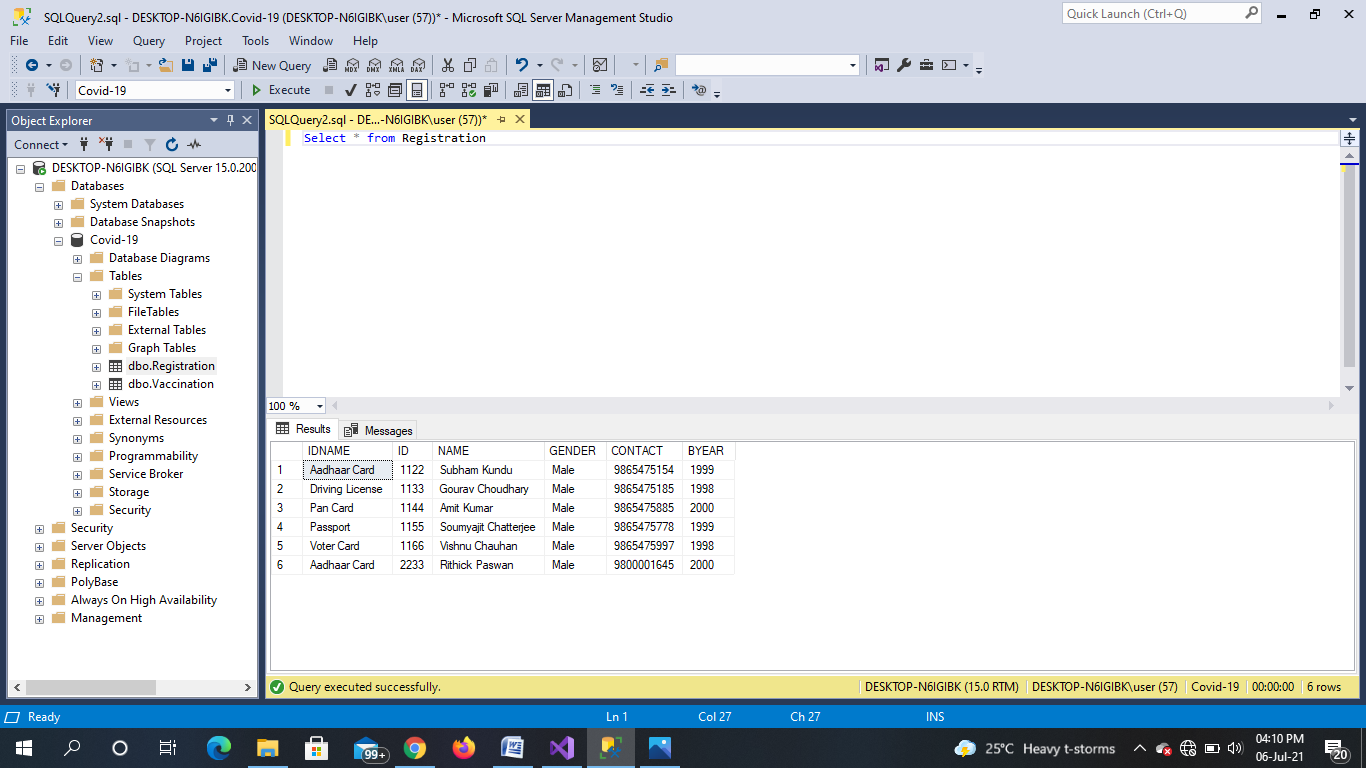 SQLQuery2.sql - DESKTOP-N6IGIBK.Covid-19 (DESKTOP-N6IGIBK\user (57))* - Microsoft SQL Server Management Studio
Quick Launch (Ctrl+Q)
File Edit View Query Project Tools Window Help
New Query MDX DMX XMLA DAX
Covid-19 Execute
Object Explorer
SQLQuery2.sql - DE...-N6IGIBK\user (57))*
Connect
Select * from Registration
DESKTOP-N6IGIBK (SQL Server 15.0.200
Databases
System Databases
Database Snapshots
Covid-19
Database Diagrams
Tables
System Tables
FileTables
External Tables
Graph Tables
dbo.Registration
dbo.Vaccination
Views
External Resources
Synonyms
Programmability
Service Broker
Storage
Security
Security
Server Objects
Replication
PolyBase
Always On High Availability
Management
100 %
Results Messages
IDNAME ID NAME GENDER CONTACT BYEAR
1 Aadhaar Card 1122 Subham Kundu Male 9865475154 1999
2 Driving License 1133 Gourav Choudhary Male 9865475185 1998
3 Pan Card 1144 Amit Kumar Male 9865475885 2000
4 Passport 1155 Soumyajit Chatterjee Male 9865475778 1999
5 Voter Card 1166 Vishnu Chauhan Male 9865475997 1998
6 Aadhaar Card 2233 Rithick Paswan Male 9800001645 2000
Query executed successfully. DESKTOP-N6IGIBK (15.0 RTM) DESKTOP-N6IGIBK\user (57) Covid-19 00:00:00 6 rows
Ready Ln 1 Col 27 Ch 27 INS
99+ 25°C Heavy t-storms 04:10 PM
06-Jul-21 20